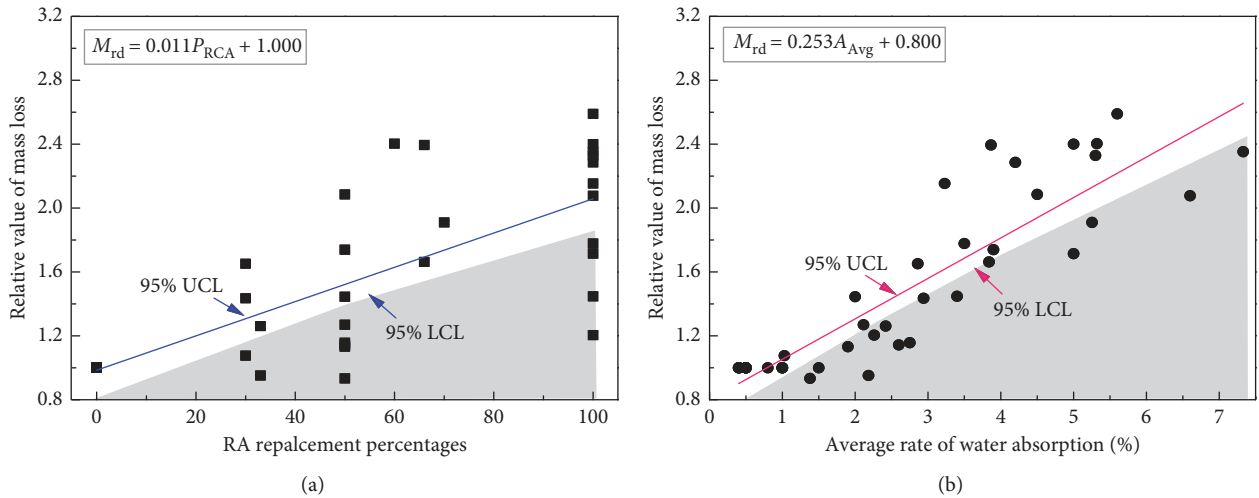 M_rd = 0.011P_RCA + 1.000
3.2
2.8
2.4
2.0
1.6
1.2
0.8
Relative value of mass loss
95% UCL
95% LCL
0 20 40 60 80 100
RA repalcement percentages
(a)
M_rd = 0.253A_Avg + 0.800
3.2
2.8
2.4
2.0
1.6
1.2
0.8
Relative value of mass loss
95% UCL
95% LCL
0 1 2 3 4 5 6 7
Average rate of water absorption (%)
(b)